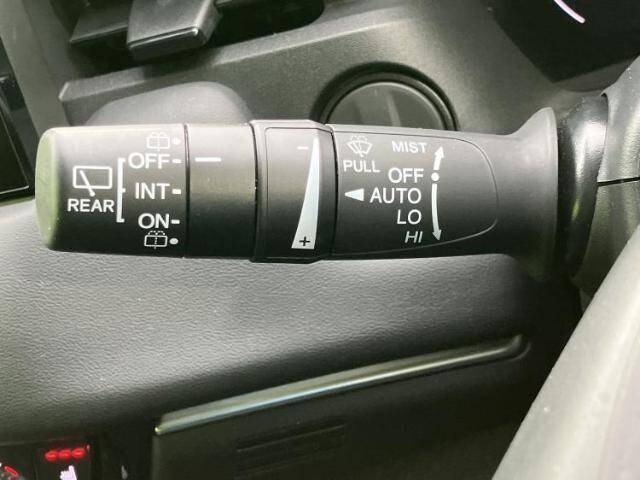 OFF
INT
REAR
ON
-
+
MIST
PULL
OFF
AUTO
LO
HI